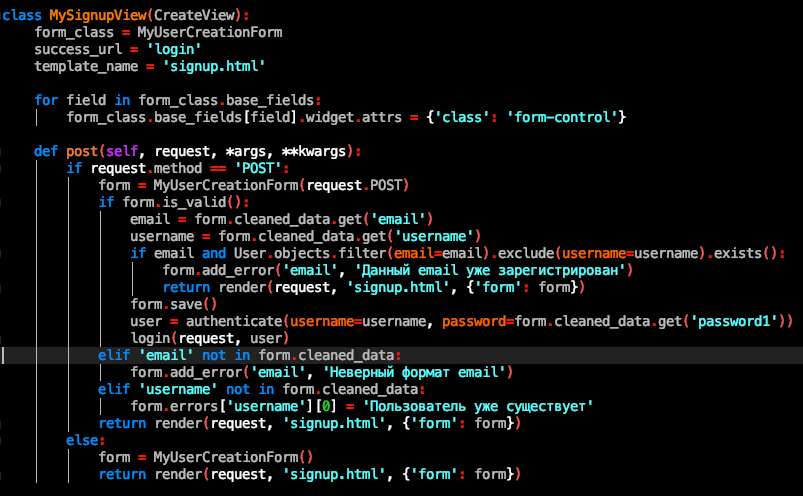 class MySignupView(CreateView):
    form_class = MyUserCreationForm
    success_url = 'login'
    template_name = 'signup.html'
    for field in form_class.base_fields:
        form_class.base_fields[field].widget.attrs = {'class': 'form-control'}
    def post(self, request, *args, **kwargs):
        if request.method == 'POST':
            form = MyUserCreationForm(request.POST)
            if form.is_valid():
                email = form.cleaned_data.get('email')
                username = form.cleaned_data.get('username')
                if email and User.objects.filter(email=email).exclude(username=username).exists():
                    form.add_error('email', 'Данный email уже зарегистрирован')
                    return render(request, 'signup.html', {'form': form})
                form.save()
                user = authenticate(username=username, password=form.cleaned_data.get('password1'))
                login(request, user)
            elif 'email' not in form.cleaned_data:
                form.add_error('email', 'Неверный формат email')
            elif 'username' not in form.cleaned_data:
                form.errors['username'][0] = 'Пользователь уже существует'
            return render(request, 'signup.html', {'form': form})
        else:
            form = MyUserCreationForm()
            return render(request, 'signup.html', {'form': form})